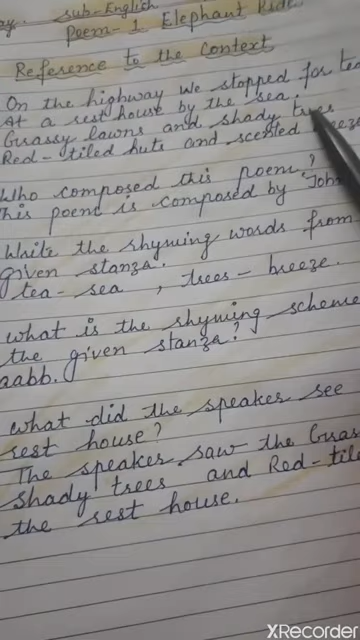 sub-English
Poem-1 Elephant Ride
Reference to the Context
On the highway we stopped for tea
At a rest house by the sea.
Grassy lawns and shady trees
Red-tiled huts and scented
Who composed this poem?
This poem is composed by John
Write the rhyming words from
given stanza.
tea-sea, trees-breeze.
what is the rhyming scheme
the given stanza?
aabb.
what did the speaker see
rest house?
The speaker saw the
shady trees and Red-tile
the rest house.
XRecorder